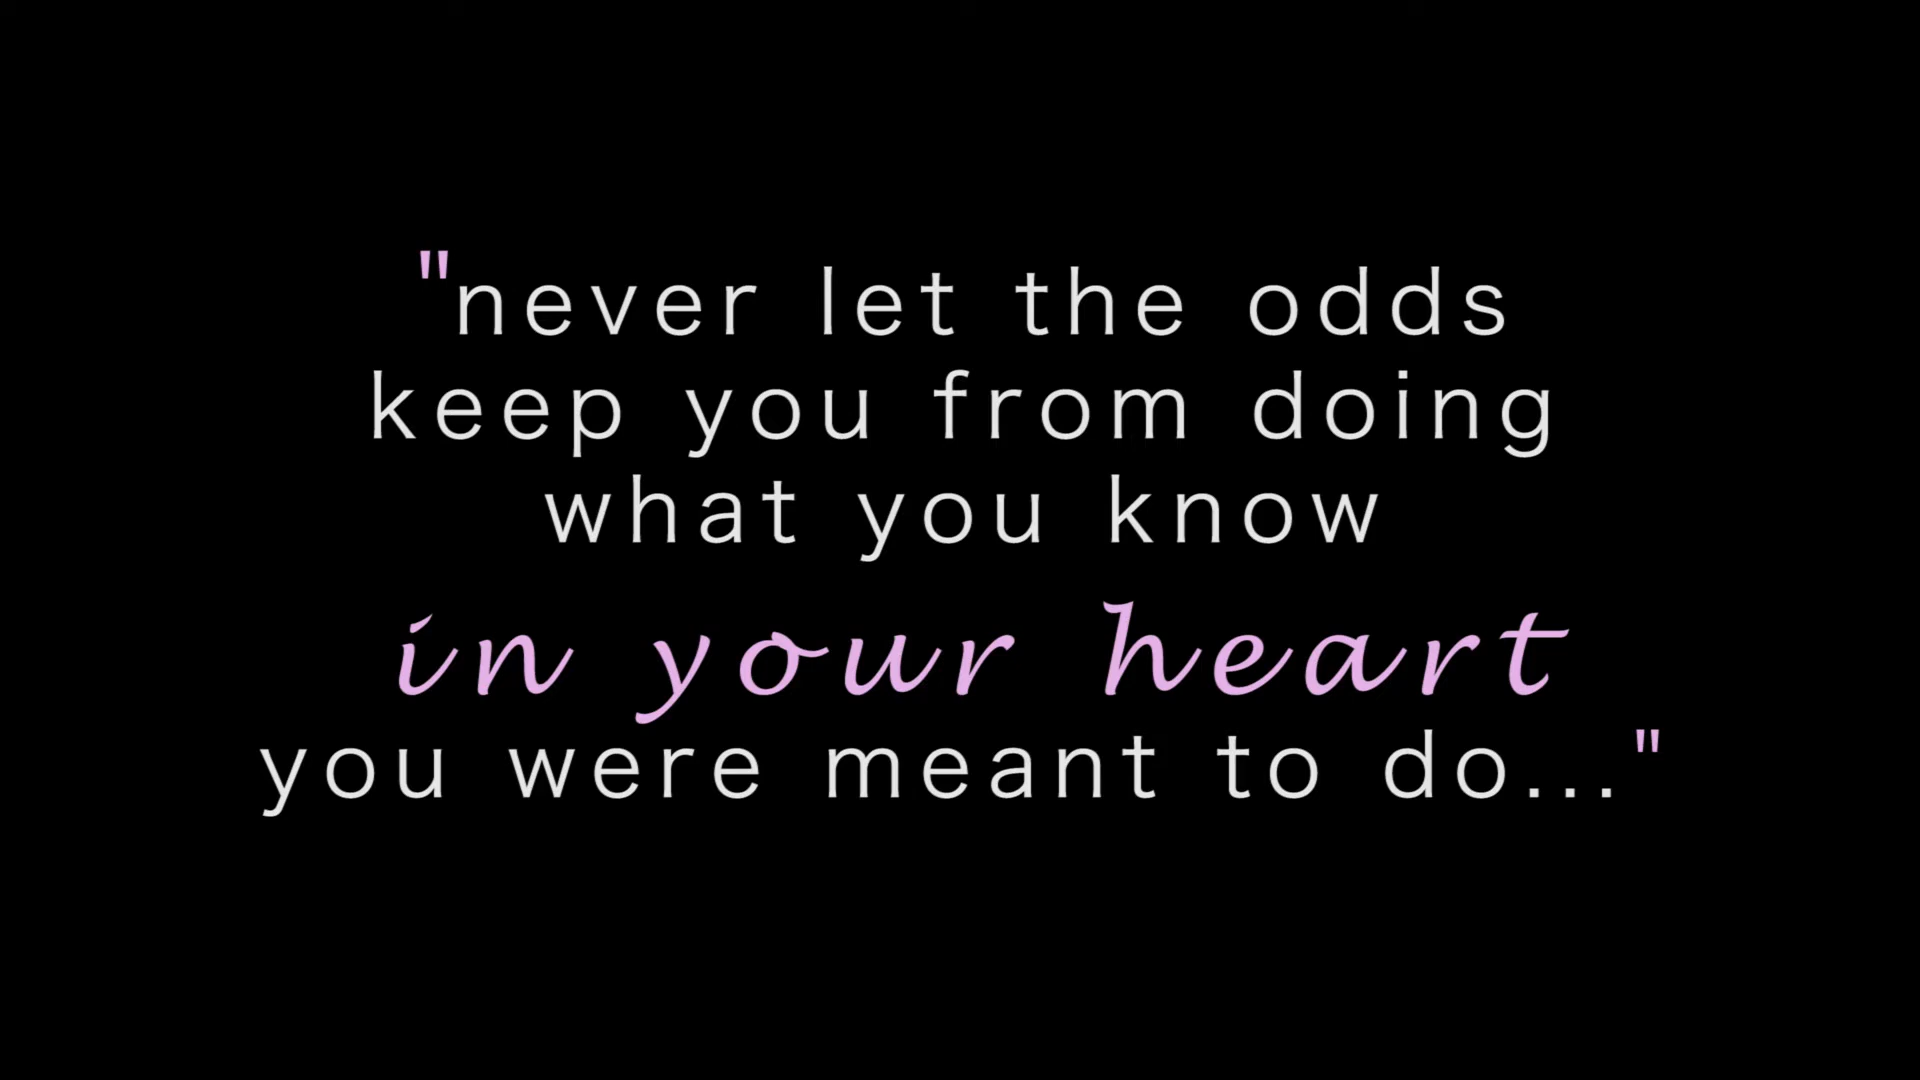 "never let the odds
keep you from doing
what you know
in your heart
you were meant to do..."